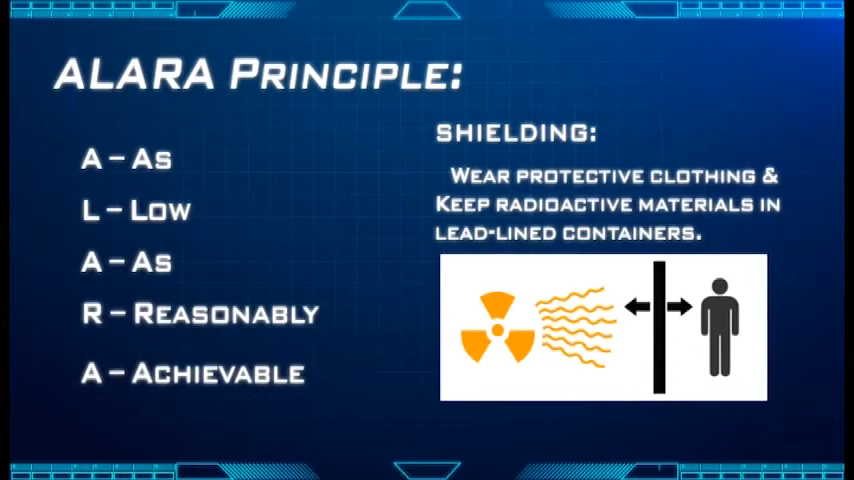 ALARA Principle:
A – As
L – Low
A – As
R – Reasonably
A – Achievable
SHIELDING:
Wear protective clothing &
Keep radioactive materials in
lead-lined containers.